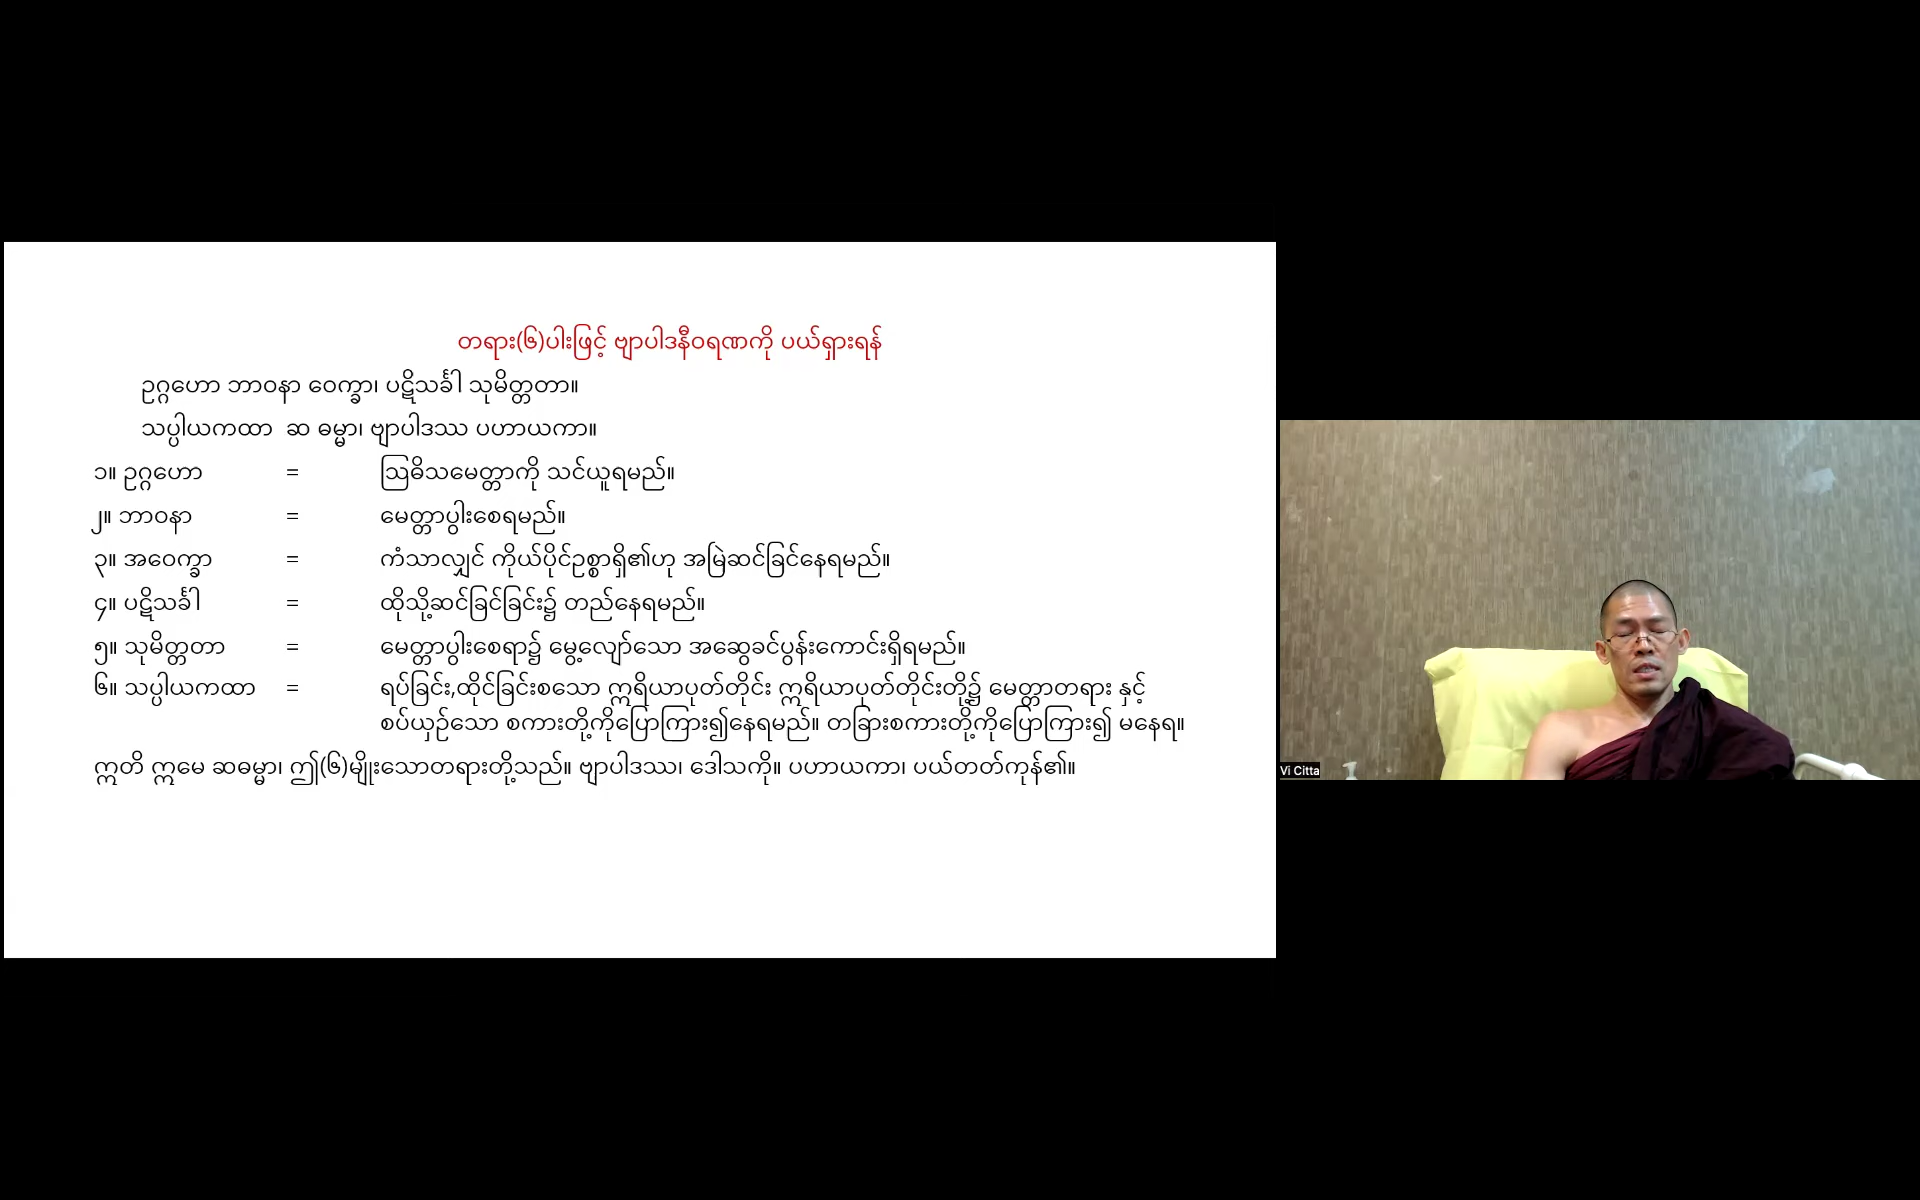 တရား(၆)ပါးဖြင့် ဗျာပါဒနီဝရဏကို ပယ်ရှားရန်
ဥဂ္ဂဟော ဘာဝနာ ဝေက္ခာ၊ ပဋိသင်္ခါ သုမိတ္တတာ။
သပ္ပါယကထာ ဆ ဓမ္မာ၊ ဗျာပါဒဿ ပဟာယကာ။
၁။ ဥဂ္ဂဟော = ဩဓိသမေတ္တာကို သင်ယူရမည်။
၂။ ဘာဝနာ = မေတ္တာပွါးစေရမည်။
၃။ အဝေက္ခာ = ကံသာလျှင် ကိုယ်ပိုင်ဥစ္စာရှိ၏ဟု အမြဲဆင်ခြင်နေရမည်။
၄။ ပဋိသင်္ခါ = ထိုသို့ဆင်ခြင်ခြင်း၌ တည်နေရမည်။
၅။ သုမိတ္တတာ = မေတ္တာပွါးစေရာ၌ မွေ့လျော်သော အဆွေခင်ပွန်းကောင်းရှိရမည်။
၆။ သပ္ပါယကထာ = ရပ်ခြင်း,ထိုင်ခြင်းစသော ဣရိယာပုတ်တိုင်း ဣရိယာပုတ်တိုင်းတို့၌ မေတ္တာတရား နှင့်
စပ်ယှဉ်သော စကားတို့ကိုပြောကြား၍နေရမည်။ တခြားစကားတို့ကိုပြောကြား၍ မနေရ။
ဣတိ ဣမေ ဆဓမ္မာ၊ ဤ(၆)မျိုးသောတရားတို့သည်။ ဗျာပါဒဿ၊ ဒေါသကို။ ပဟာယကာ၊ ပယ်တတ်ကုန်၏။
Vi Citta